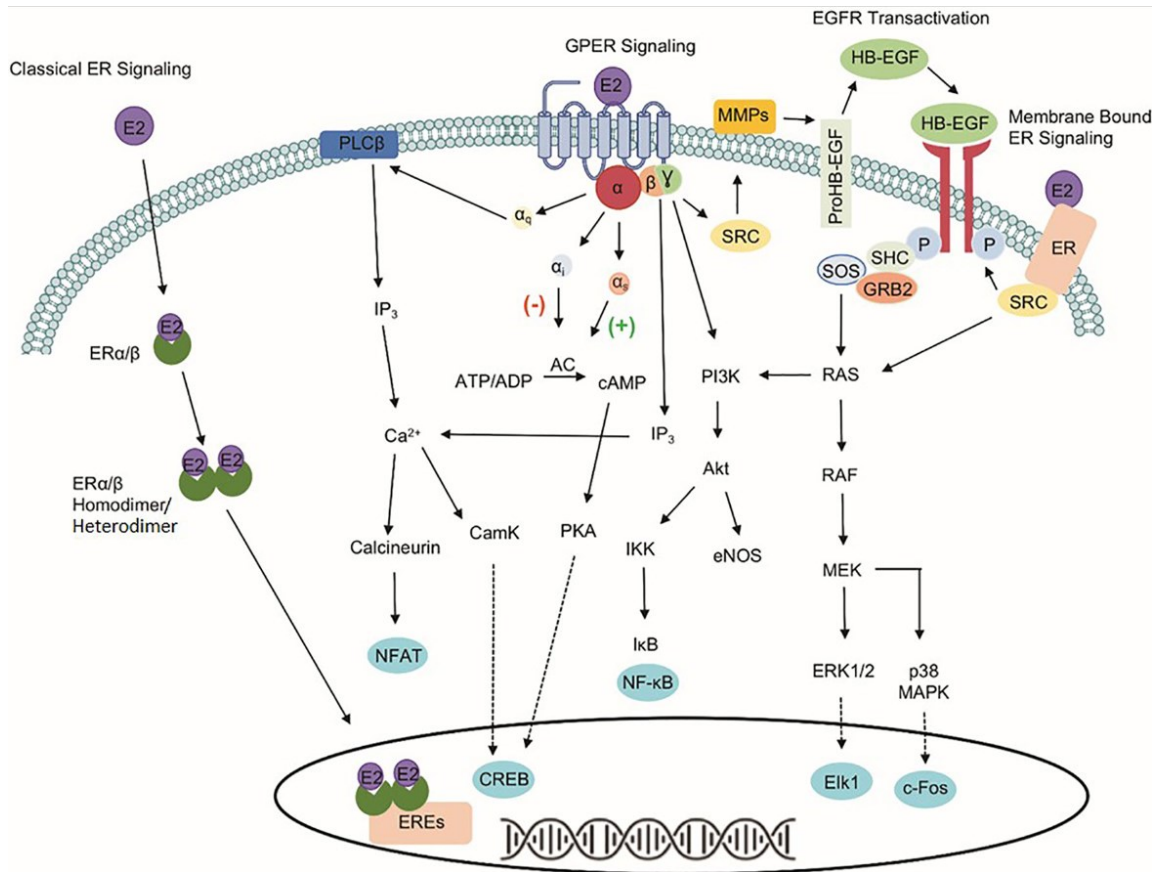 EGFR Transactivation
GPER Signaling
Classical ER Signaling
HB-EGF
E2
E2
MMPs
HB-EGF
Membrane Bound
ER Signaling
PLCβ
ProHB-EGF
E2
α
β
Ɣ
αq
SRC
P
P
ER
SHC
SOS
GRB2
SRC
αi
αs
(-)
(+)
IP3
E2
ERα/β
AC
ATP/ADP
cAMP
PI3K
RAS
Ca2+
IP3
E2
E2
Akt
RAF
ERα/β
Homodimer/
Heterodimer
CamK
PKA
Calcineurin
IKK
eNOS
MEK
NFAT
IκB
NF-κB
ERK1/2
p38
MAPK
E2
E2
CREB
Elk1
c-Fos
EREs